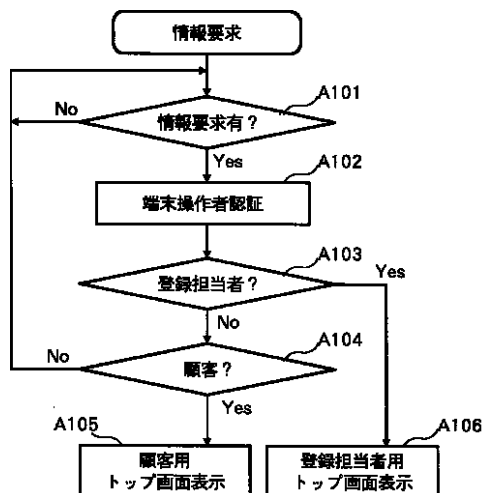 情報要求
A101
No
情報要求有？
Yes
A102
端末操作者認証
A103
登録担当者？
Yes
No
A104
No
顧客？
Yes
A105
顧客用
トップ画面表示
A106
登録担当者用
トップ画面表示